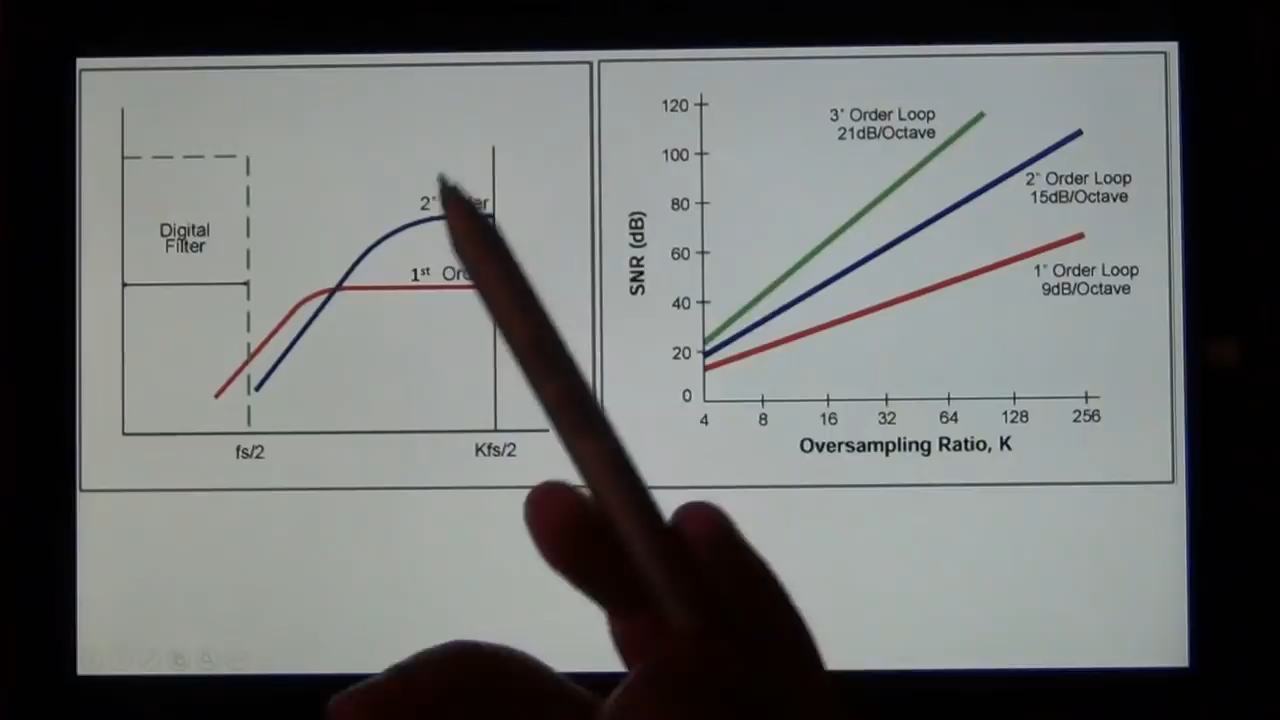 Digital
Filter
2°
1st
fs/2
Kfs/2
120
100
80
60
40
20
0
SNR (dB)
3° Order Loop
21dB/Octave
2° Order Loop
15dB/Octave
1° Order Loop
9dB/Octave
4 8 16 32 64 128 256
Oversampling Ratio, K